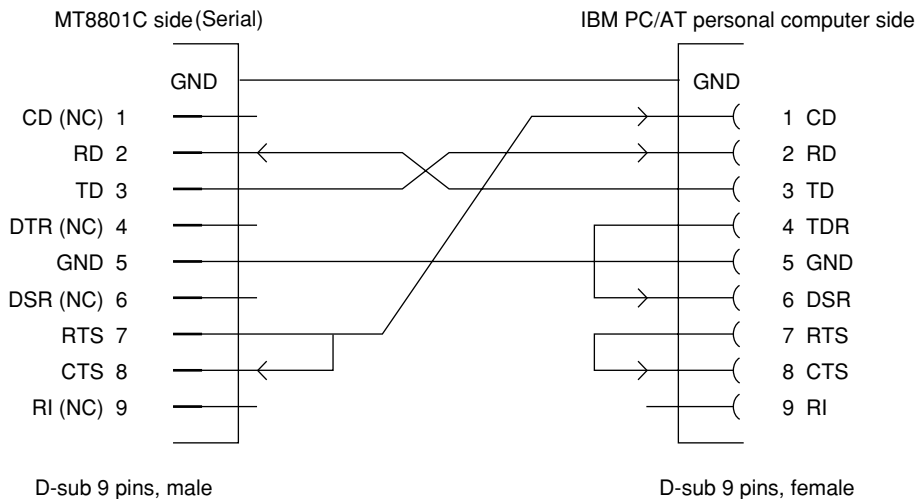 MT8801C side (Serial)
IBM PC/AT personal computer side
GND
GND
CD (NC) 1
1 CD
RD 2
2 RD
TD 3
3 TD
DTR (NC) 4
4 TDR
GND 5
5 GND
DSR (NC) 6
6 DSR
RTS 7
7 RTS
CTS 8
8 CTS
RI (NC) 9
9 RI
D-sub 9 pins, male
D-sub 9 pins, female